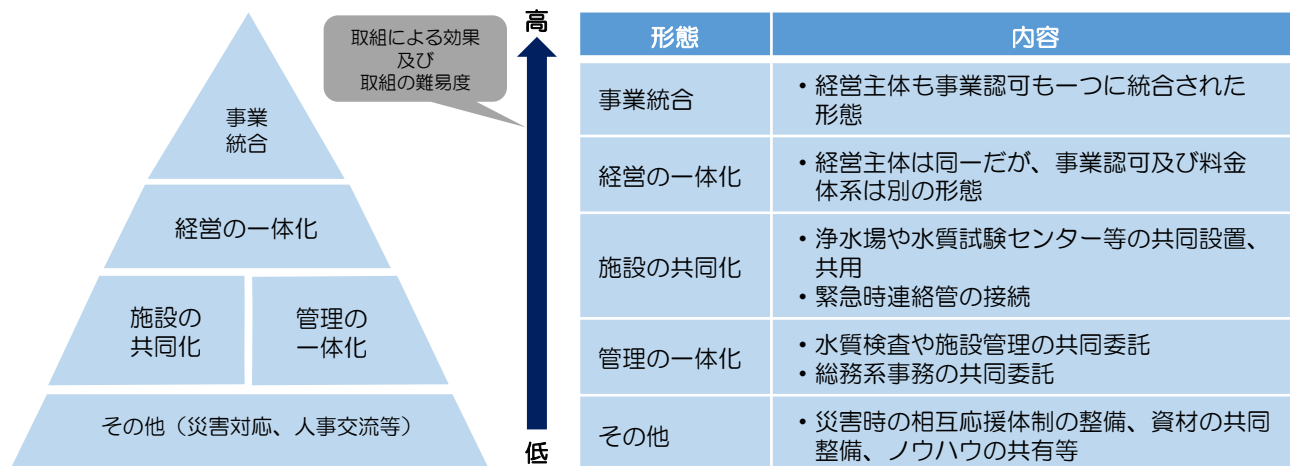 事業
統合
経営の一体化
施設の
共同化
管理の
一体化
その他（災害対応、人事交流等）
取組による効果
及び
取組の難易度
高
低
形態
内容
事業統合
・経営主体も事業認可も一つに統合された
形態
経営の一体化
・経営主体は同一だが、事業認可及び料金
体系は別の形態
施設の共同化
・浄水場や水質試験センター等の共同設置、
共用
・緊急時連絡管の接続
管理の一体化
・水質検査や施設管理の共同委託
・総務系事務の共同委託
その他
・災害時の相互応援体制の整備、資材の共同
整備、ノウハウの共有等